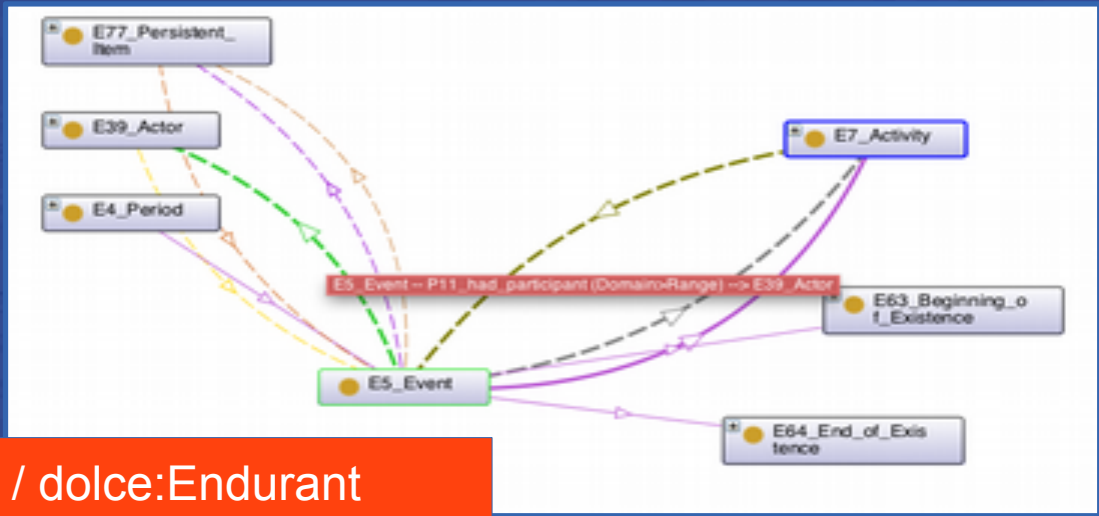 E77_Persistent_
Item
E39_Actor
E7_Activity
E4_Period
E5_Event -- P11_had_participant (Domain>Range) --> E39_Actor
E63_Beginning_o
f_Existence
E5_Event
E64_End_of_Exis
tence
/ dolce:Endurant